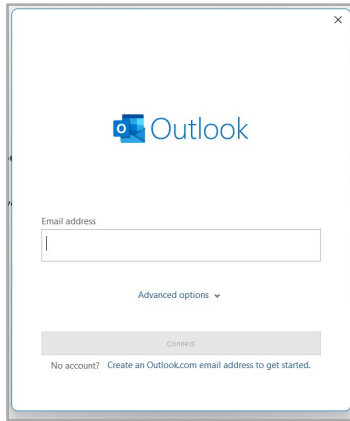 Outlook
Email address
Advanced options
Connect
No account? Create an Outlook.com email address to get started.